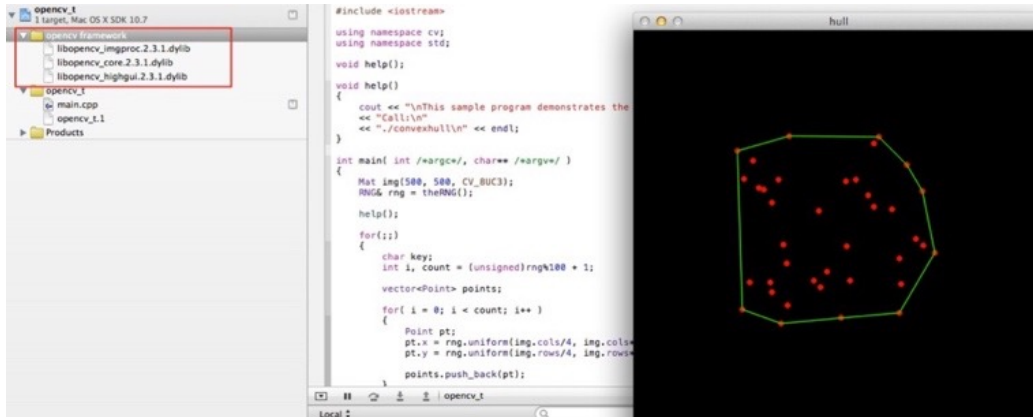 opencv_t
1 target, Mac OS X SDK 10.7
opencv framework
libopencv_imgproc.2.3.1.dylib
libopencv_core.2.3.1.dylib
libopencv_highgui.2.3.1.dylib
opencv_t
main.cpp
opencv_t.1
Products
#include <iostream>
using namespace cv;
using namespace std;
void help();
void help()
{
cout << "\nThis sample program demonstrates the
<< "Call:\n"
<< "./convexhull\n" << endl;
}
int main( int /*argc*/, char** /*argv*/ )
{
Mat img(500, 500, CV_8UC3);
RNG& rng = theRNG();
help();
for(;;)
{
char key;
int i, count = (unsigned)rng%100 + 1;
vector<Point> points;
for( i = 0; i < count; i++ )
{
Point pt;
pt.x = rng.uniform(img.cols/4, img.cols*
pt.y = rng.uniform(img.rows/4, img.rows*
points.push_back(pt);
}
opencv_t
Local
hull